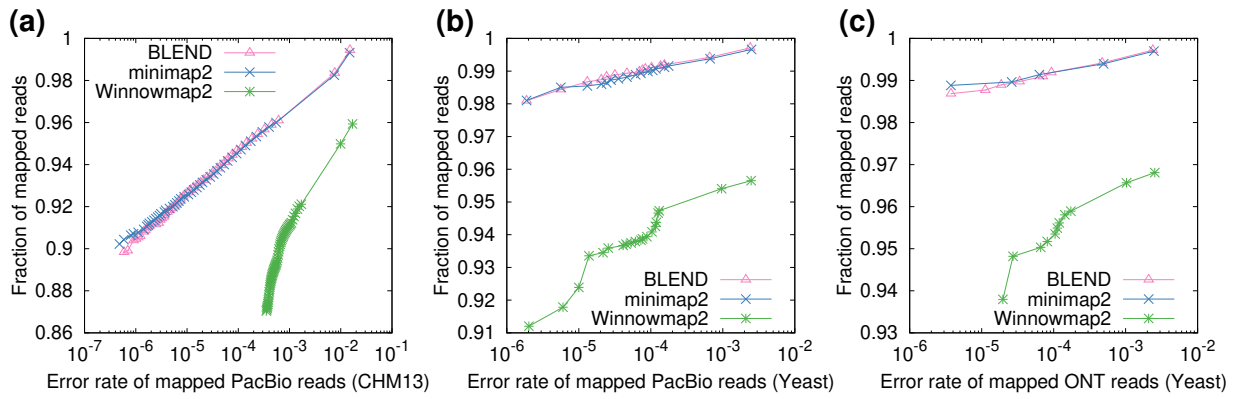 (a)
1
0.98
0.96
0.94
0.92
0.9
0.88
0.86
Fraction of mapped reads
BLEND
minimap2
Winnowmap2
10-7 10-6 10-5 10-4 10-3 10-2 10-1
Error rate of mapped PacBio reads (CHM13)
(b)
1
0.99
0.98
0.97
0.96
0.95
0.94
0.93
0.92
0.91
Fraction of mapped reads
BLEND
minimap2
Winnowmap2
10-6 10-5 10-4 10-3 10-2
Error rate of mapped PacBio reads (Yeast)
(c)
1
0.99
0.98
0.97
0.96
0.95
0.94
0.93
Fraction of mapped reads
BLEND
minimap2
Winnowmap2
10-6 10-5 10-4 10-3 10-2
Error rate of mapped ONT reads (Yeast)